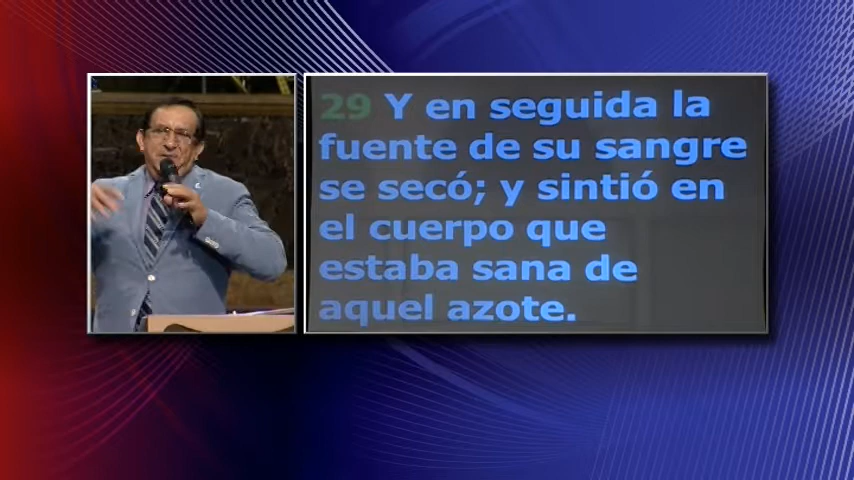 29 Y en seguida la
fuente de su sangre
se secó; y sintió en
el cuerpo que
estaba sana de
aquel azote.